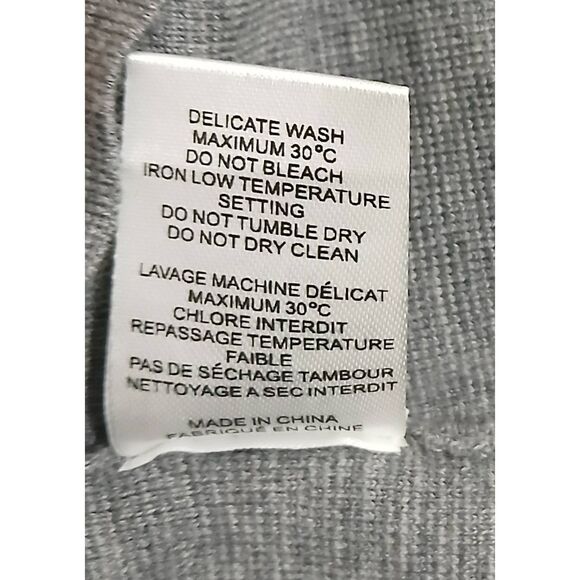 DELICATE WASH
MAXIMUM 30°C
DO NOT BLEACH
IRON LOW TEMPERATURE
SETTING
DO NOT TUMBLE DRY
DO NOT DRY CLEAN
LAVAGE MACHINE DÉLICAT
MAXIMUM 30°C
CHLORE INTERDIT
REPASSAGE TEMPERATURE
FAIBLE
PAS DE SÉCHAGE TAMBOUR
NETTOYAGE A SEC INTERDIT
MADE IN CHINA
FABRIQUÉ EN CHINE